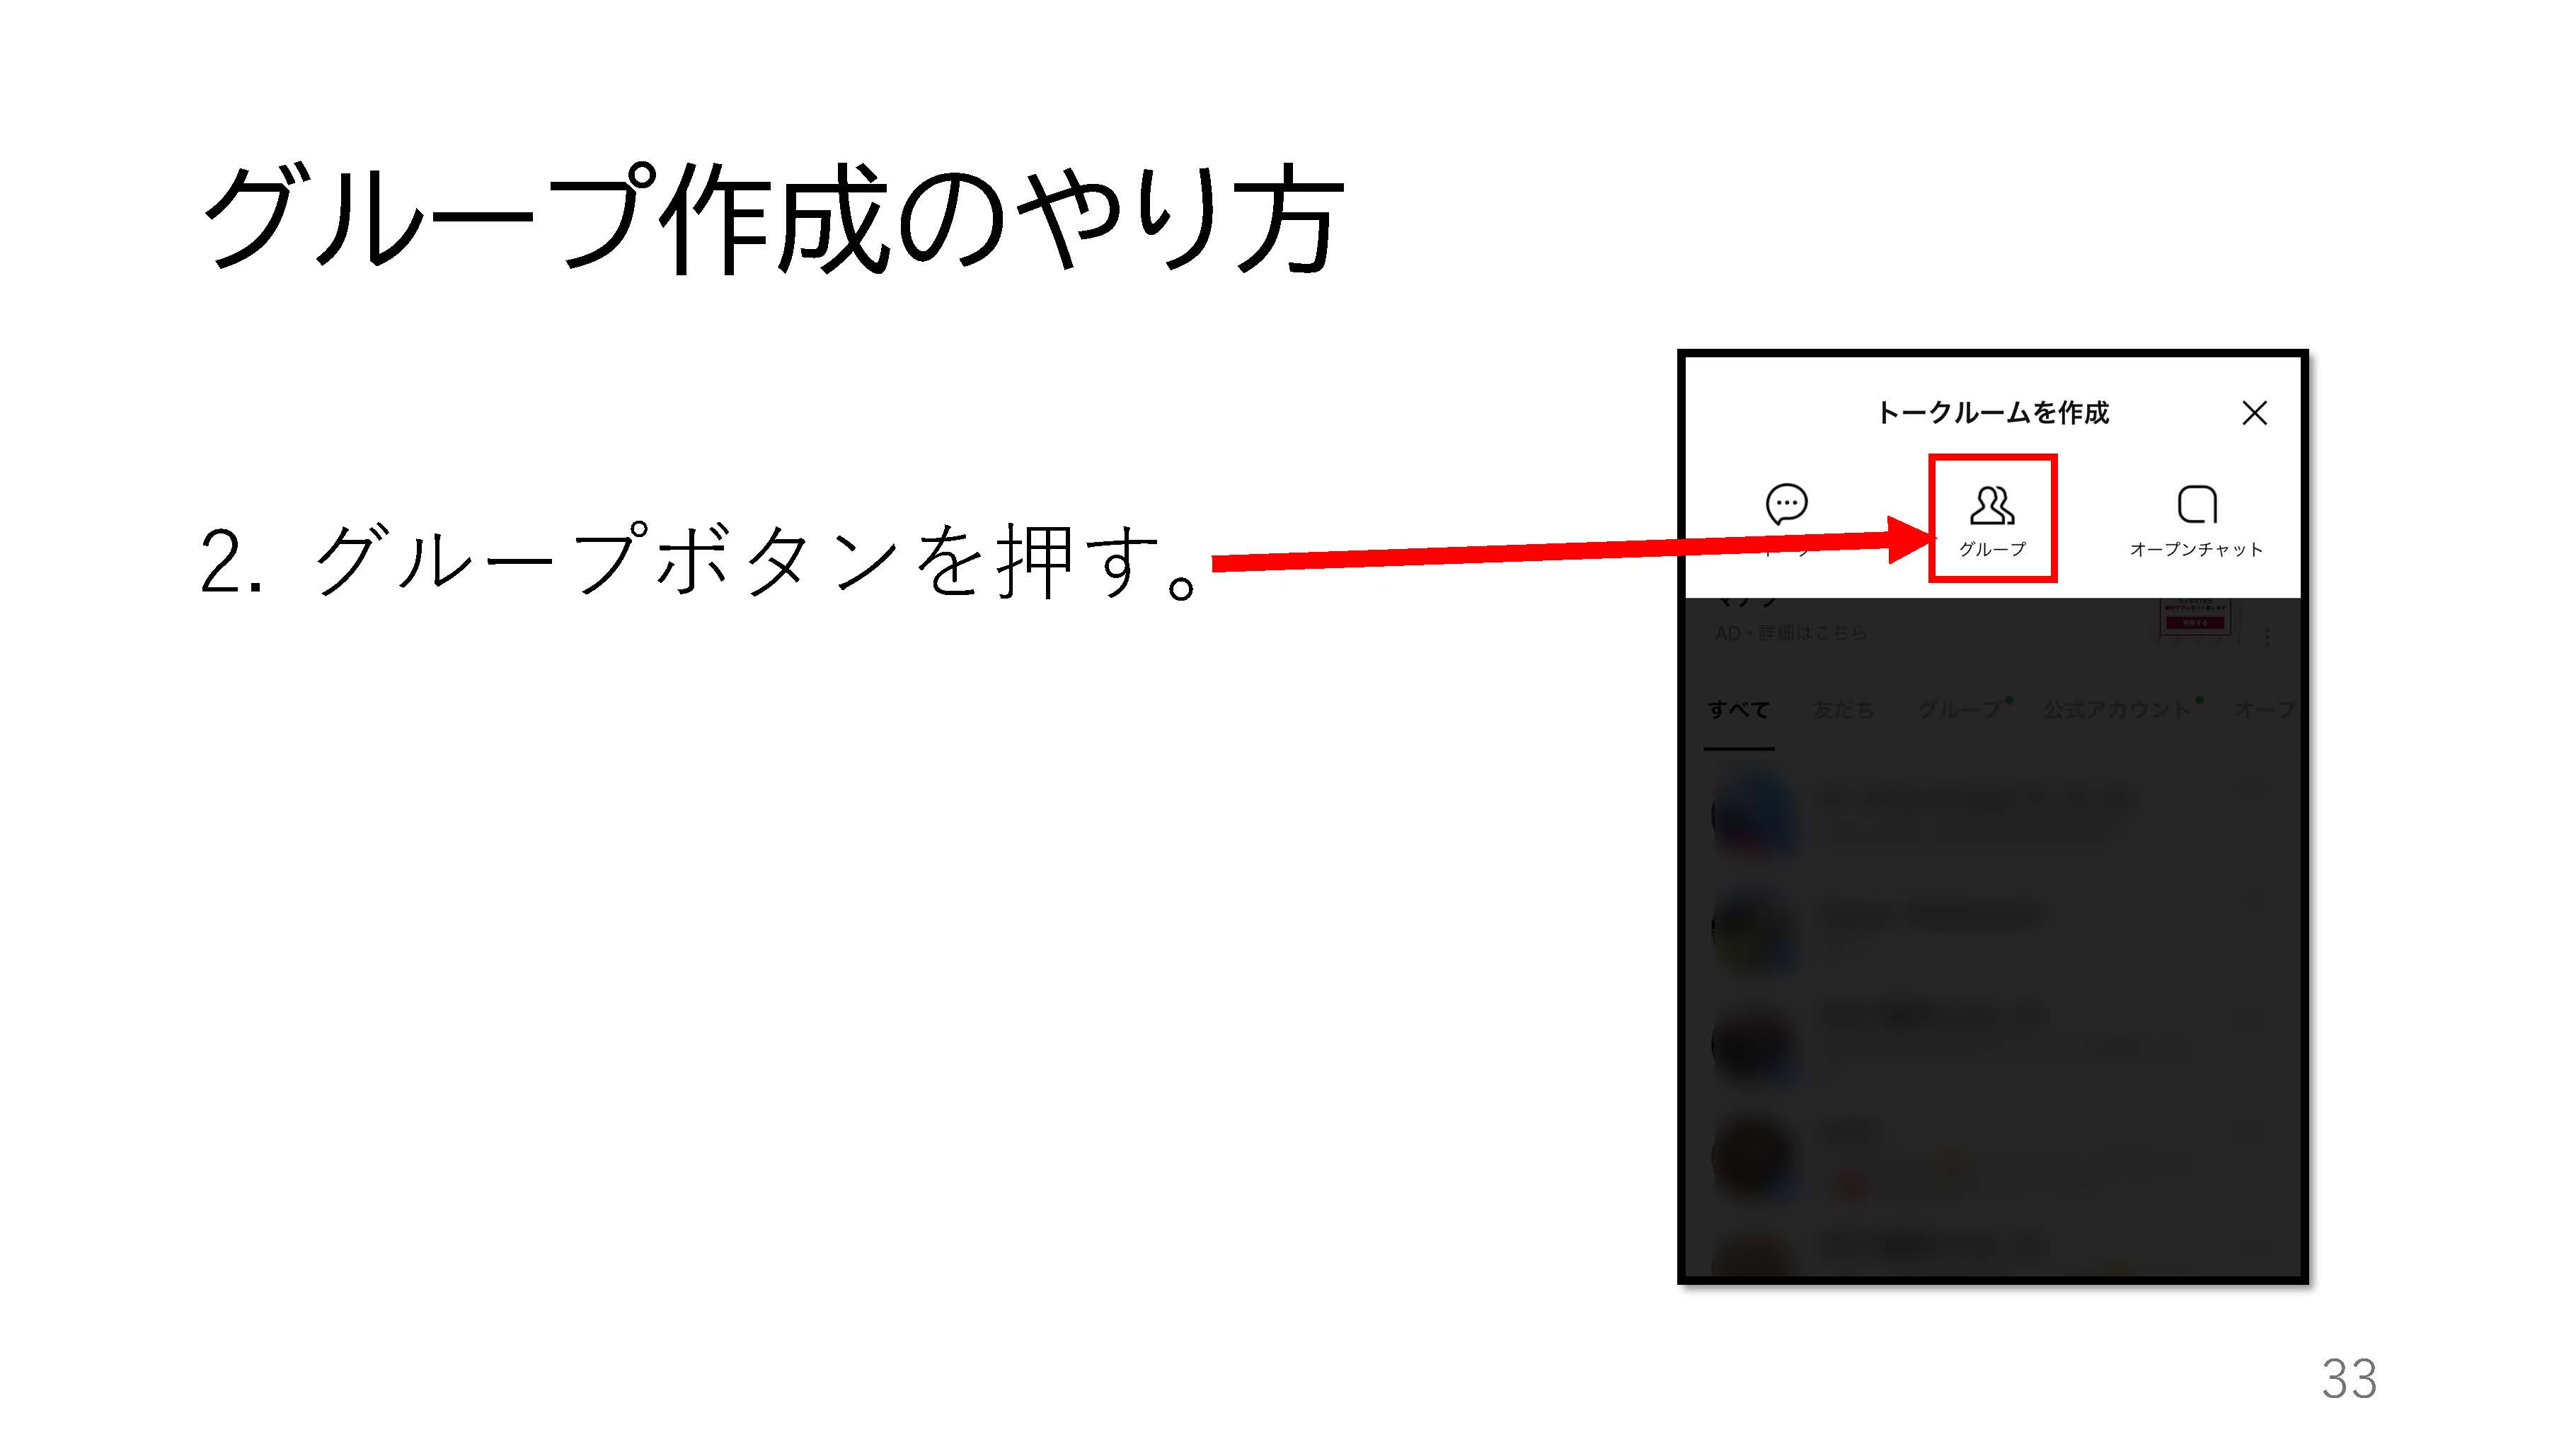 グループ作成のやり方
2. グループボタンを押す。
トークルームを作成
グループ
オープンチャット
AD・詳細はこちら
すべて 友だち グループ 公式アカウント オープ
33